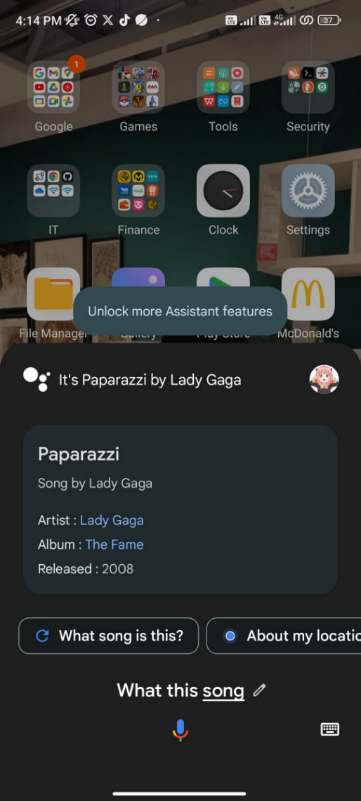 4:14 PM
87
1
Google
Games
Tools
Security
IT
Finance
Clock
Settings
Unlock more Assistant features
File Manager
Gallery
Play Store
McDonald's
It's Paparazzi by Lady Gaga
Paparazzi
Song by Lady Gaga
Artist : Lady Gaga
Album : The Fame
Released : 2008
What song is this?
About my locatio
What this song